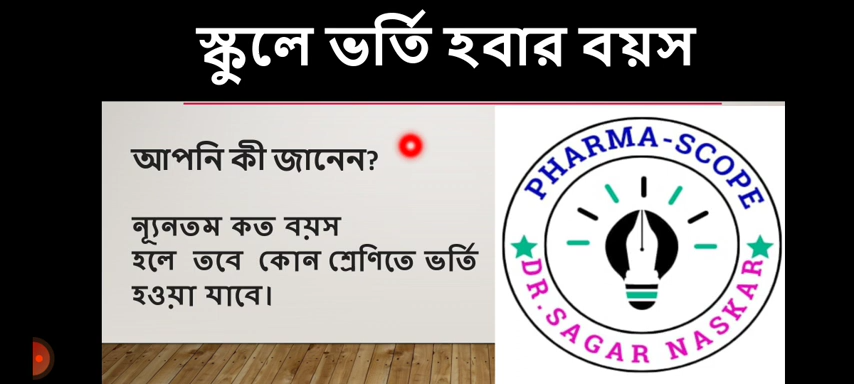 স্কুলে ভর্তি হবার বয়স
আপনি কী জানেন?
ন্যূনতম কত বয়স
হলে তবে কোন শ্রেণিতে ভর্তি
হওয়া যাবে।
PHARMA-SCOPE
DR.SAGAR NASKAR